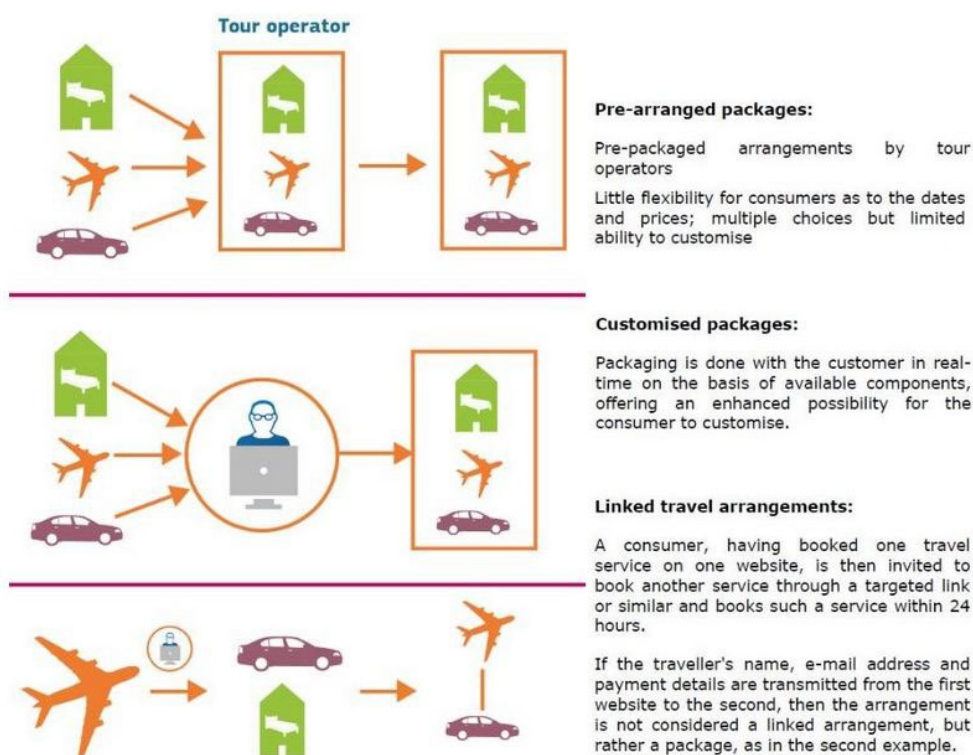 Tour operator
Pre-arranged packages:
Pre-packaged arrangements by tour
operators
Little flexibility for consumers as to the dates
and prices; multiple choices but limited
ability to customise
Customised packages:
Packaging is done with the customer in real-
time on the basis of available components,
offering an enhanced possibility for the
consumer to customise.
Linked travel arrangements:
A consumer, having booked one travel
service on one website, is then invited to
book another service through a targeted link
or similar and books such a service within 24
hours.
If the traveller's name, e-mail address and
payment details are transmitted from the first
website to the second, then the arrangement
is not considered a linked arrangement, but
rather a package, as in the second example.